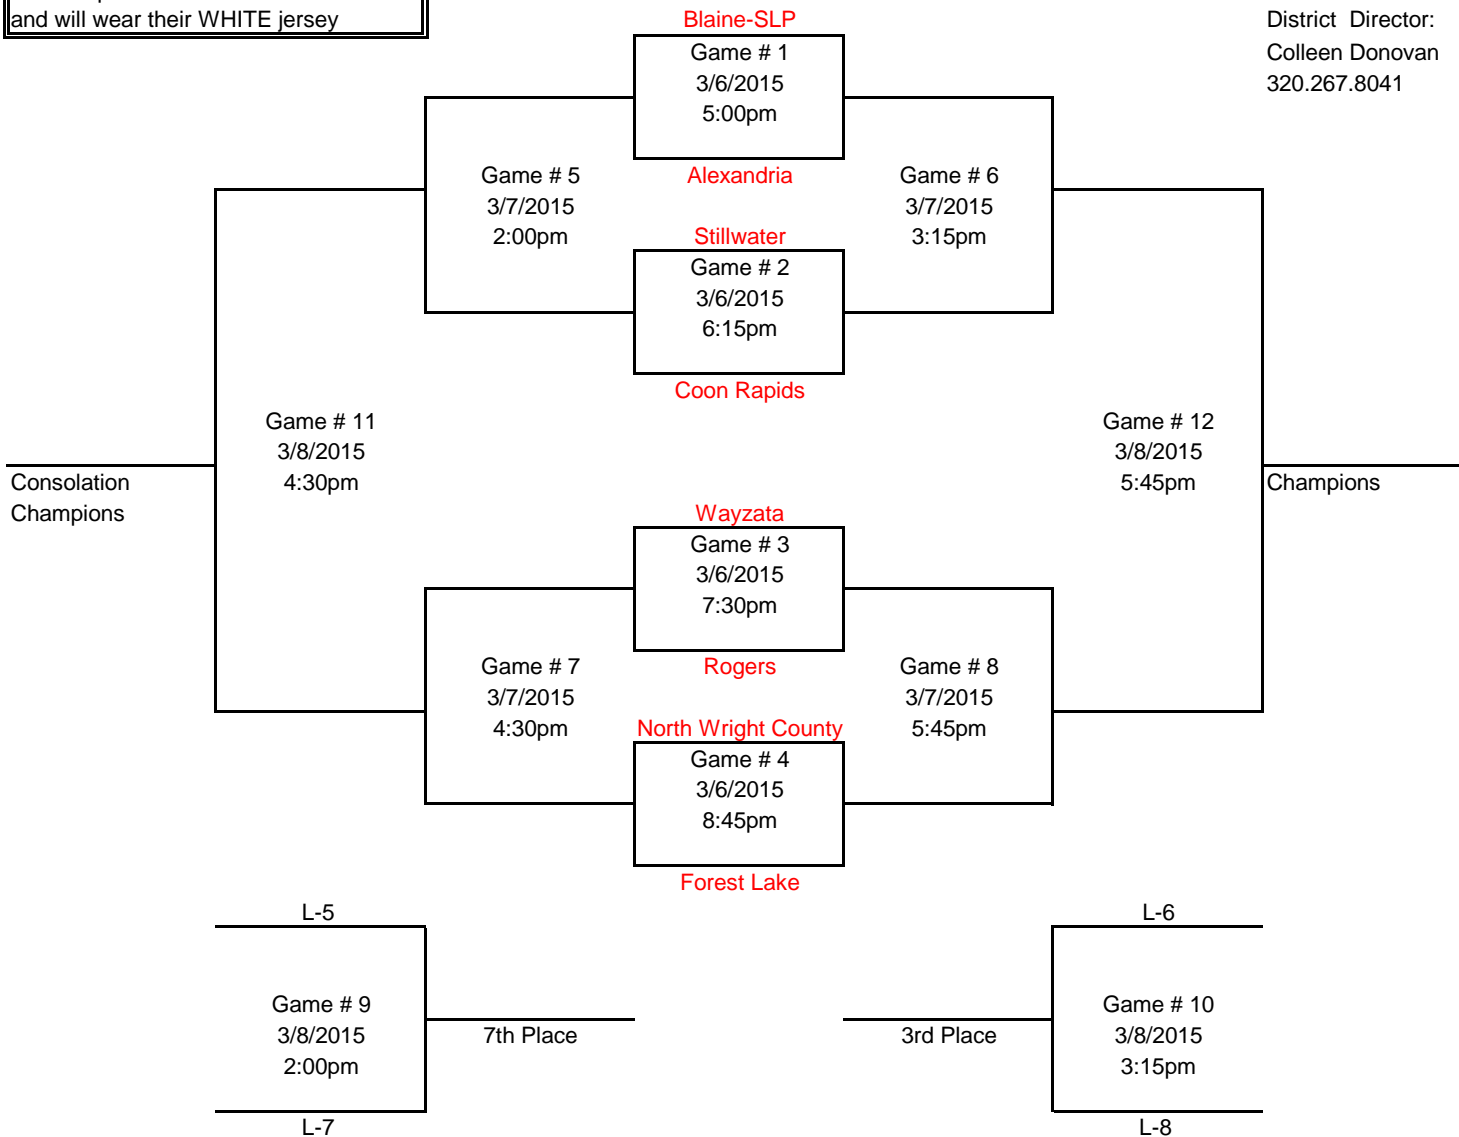 and will wear their WHITE jersey
Blaine-SLP
District Director:
Colleen Donovan
320.267.8041
Game # 1
3/6/2015
5:00pm
Alexandria
Game # 5
3/7/2015
2:00pm
Game # 6
3/7/2015
3:15pm
Stillwater
Game # 2
3/6/2015
6:15pm
Coon Rapids
Game # 11
3/8/2015
4:30pm
Game # 12
3/8/2015
5:45pm
Consolation
Champions
Champions
Wayzata
Game # 3
3/6/2015
7:30pm
Rogers
Game # 7
3/7/2015
4:30pm
Game # 8
3/7/2015
5:45pm
North Wright County
Game # 4
3/6/2015
8:45pm
Forest Lake
L-5
Game # 9
3/8/2015
2:00pm
L-7
7th Place
3rd Place
L-6
Game # 10
3/8/2015
3:15pm
L-8